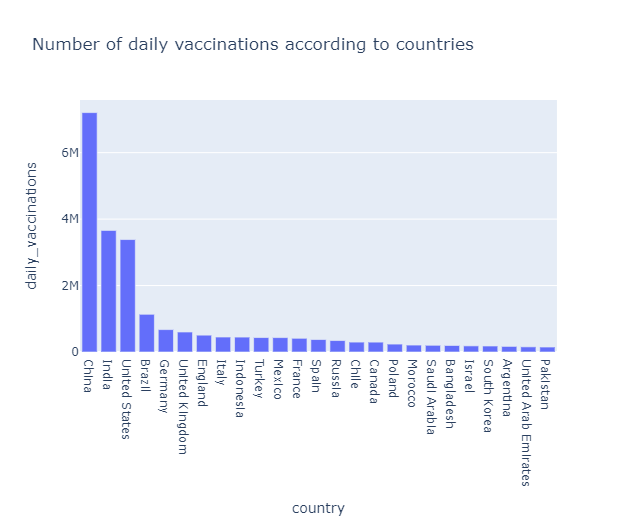 Number of daily vaccinations according to countries
daily_vaccinations
6M
4M
2M
0
China
India
United States
Brazil
Germany
United Kingdom
England
Italy
Indonesia
Turkey
Mexico
France
Spain
Russia
Chile
Canada
Poland
Morocco
Saudi Arabia
Bangladesh
Israel
South Korea
Argentina
United Arab Emirates
Pakistan
country